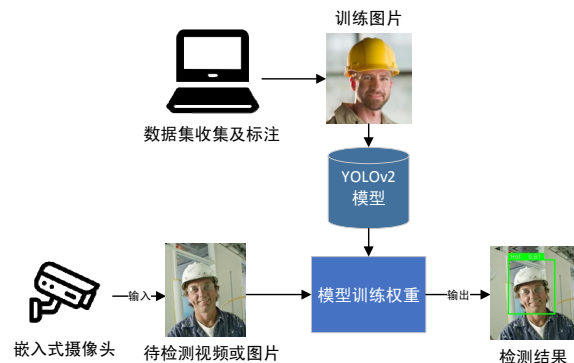 训练图片
数据集收集及标注
YOLOv2
模型
输入
模型训练权重
输出
嵌入式摄像头
待检测视频或图片
检测结果